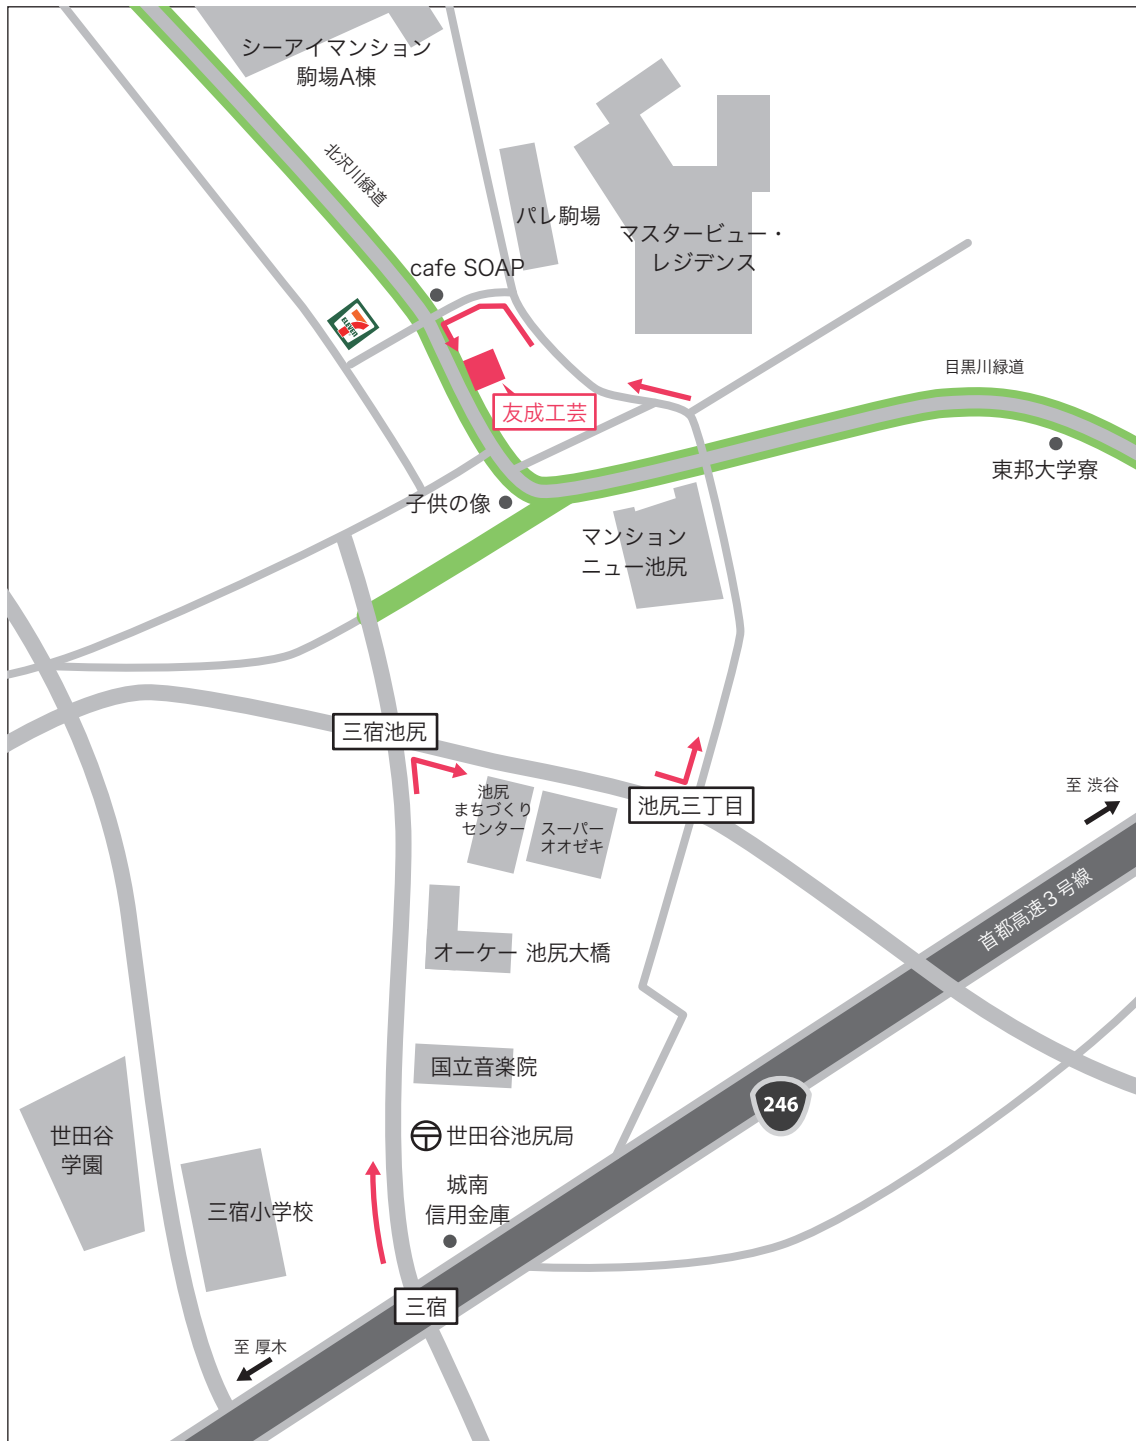 シーアイマンション
駒場A棟
北沢川緑道
パレ駒場
マスタービュー・
レジデンス
cafe SOAP
7
ELEVEN
目黒川緑道
友成工芸
東邦大学寮
子供の像
マンション
ニュー池尻
三宿池尻
池尻
まちづくり
センター
スーパー
オオゼキ
池尻三丁目
至 渋谷
首都高速3号線
オーケー 池尻大橋
国立音楽院
246
世田谷池尻局
世田谷
学園
城南
信用金庫
三宿小学校
三宿
至 厚木